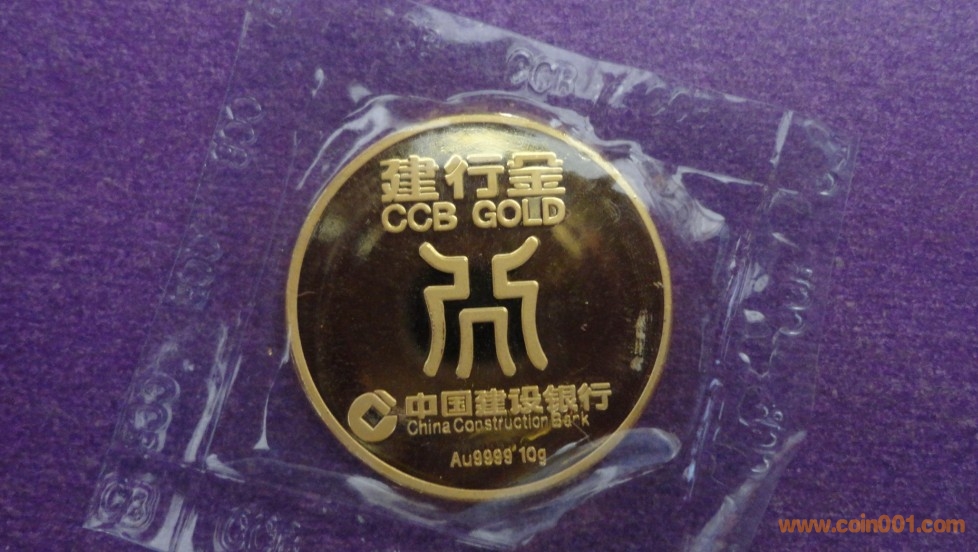 CCB
建行金
CCB GOLD
中国建设银行
China Construction Bank
Au9999 10g
www.coin001.com